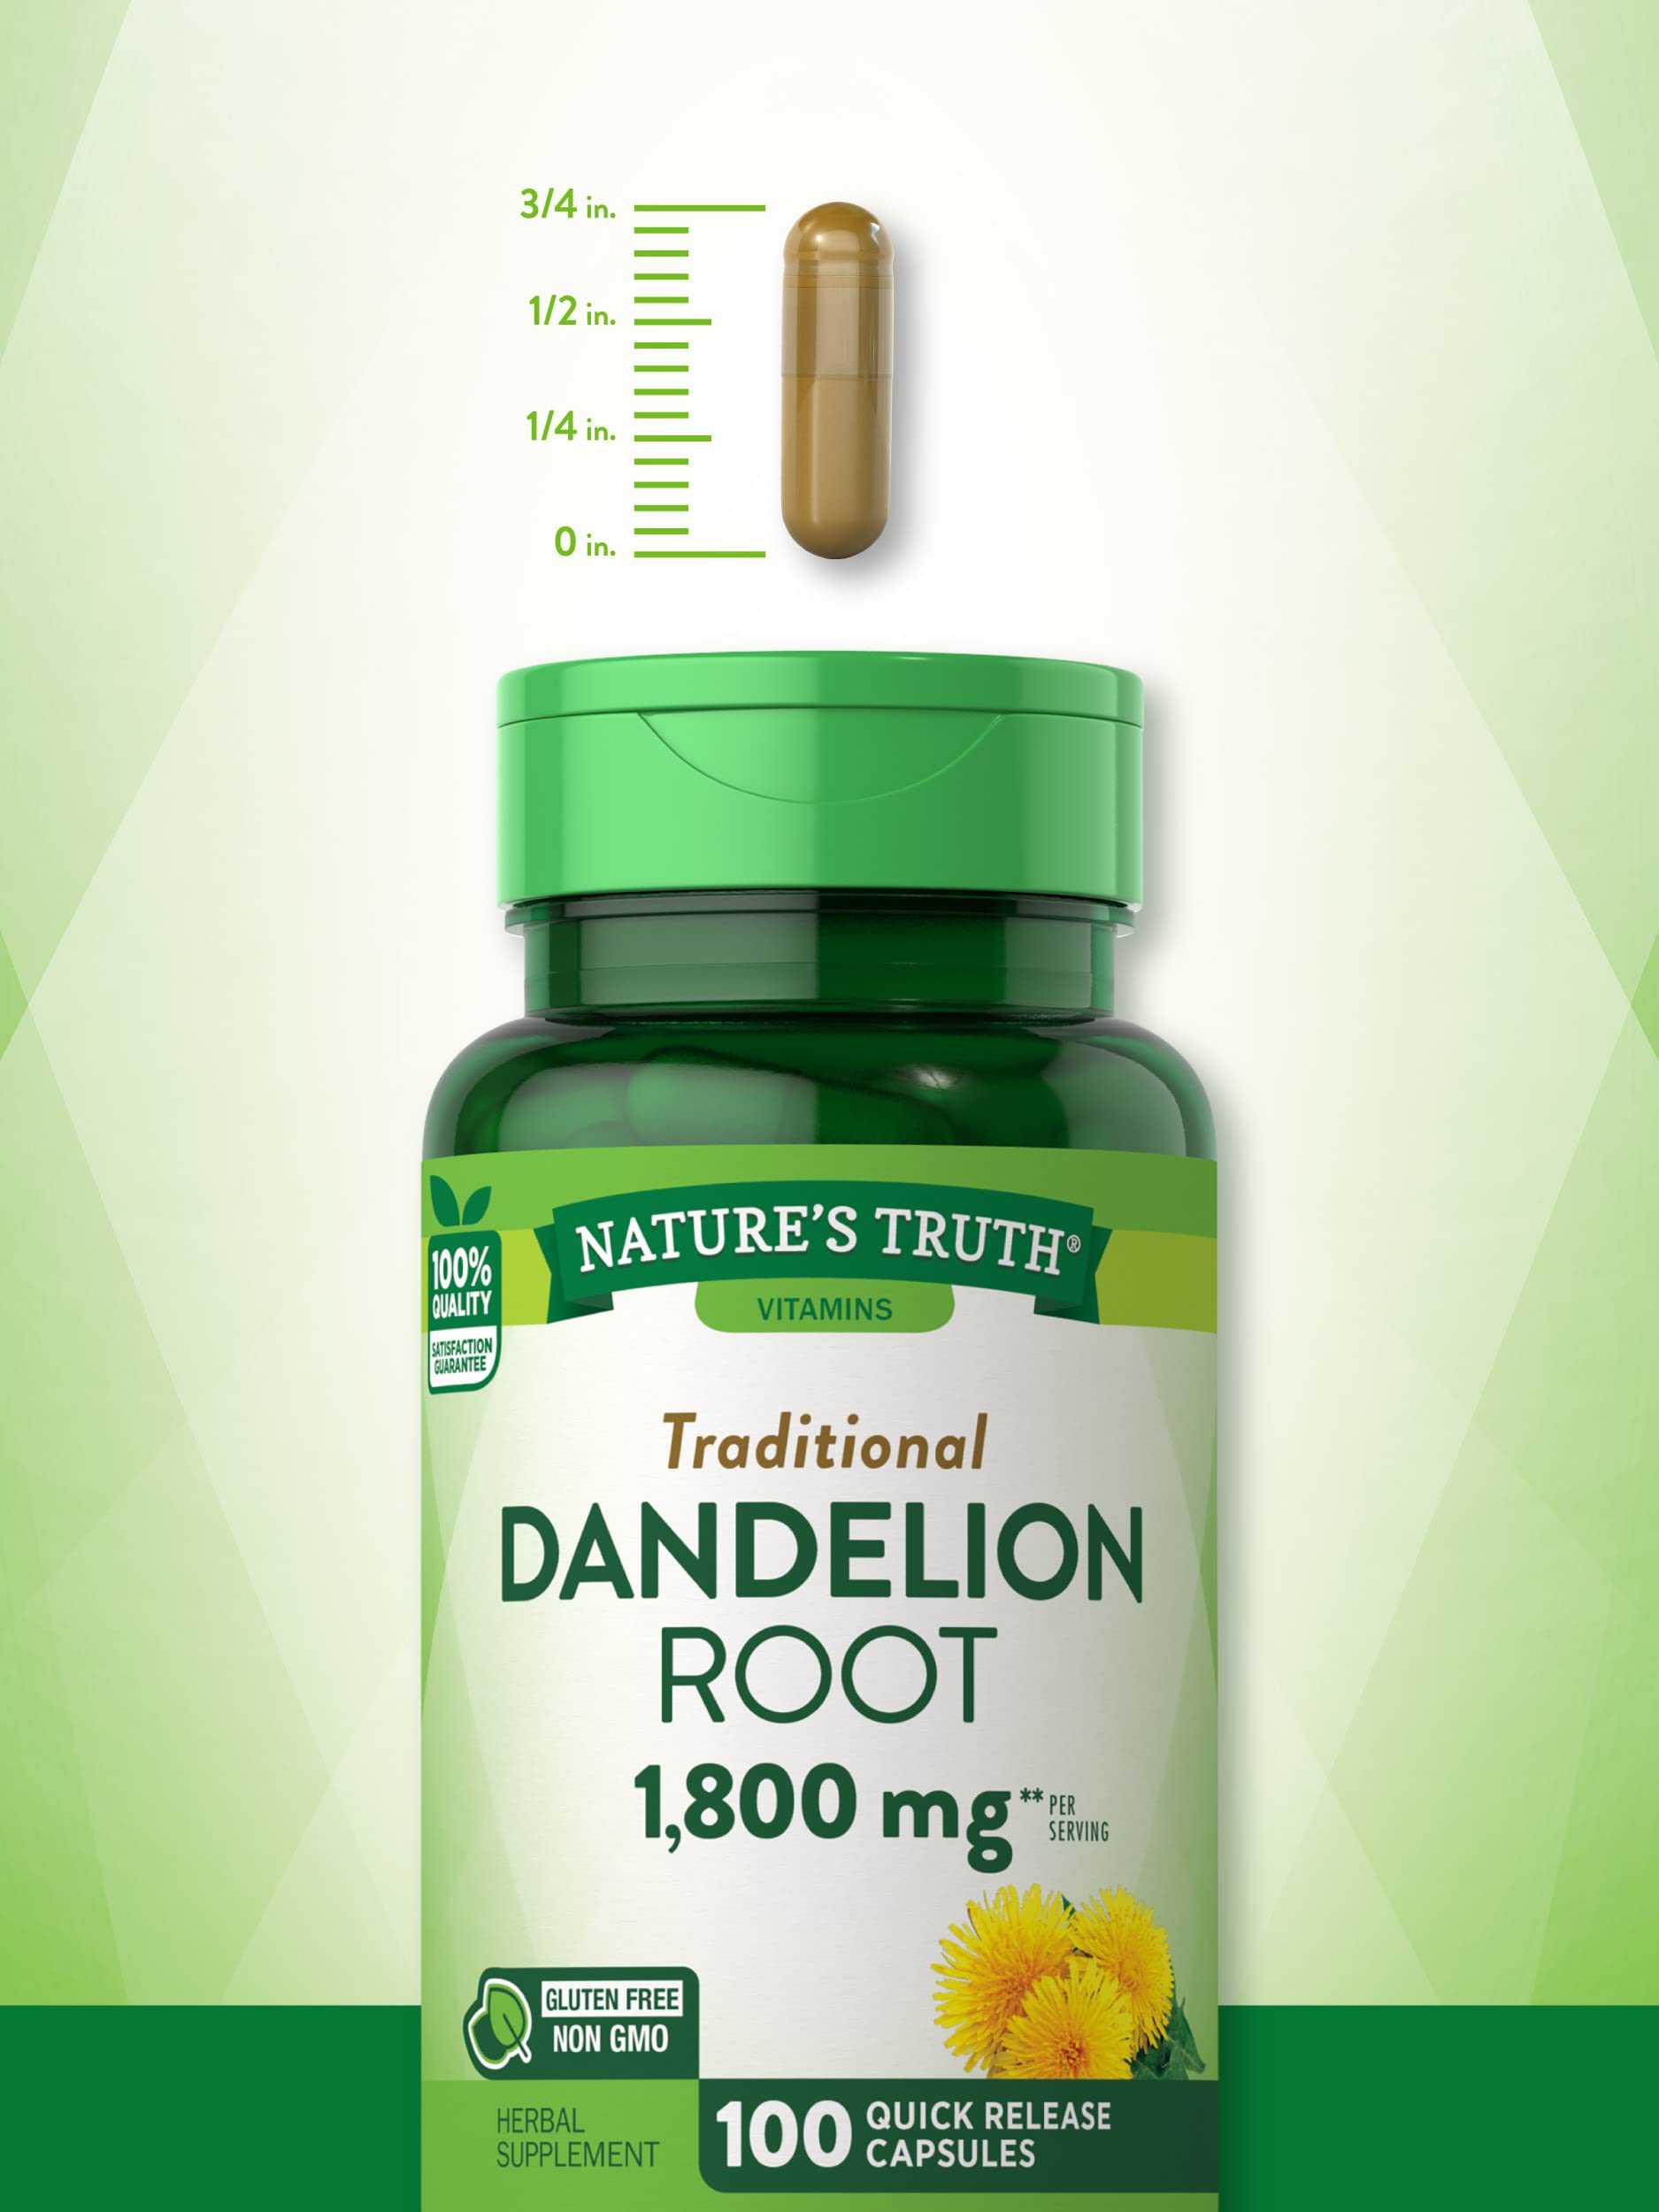 3/4 in.
1/2 in.
1/4 in.
0 in.
NATURE'S TRUTH®
VITAMINS
100%
QUALITY
SATISFACTION
GUARANTEE
Traditional
DANDELION
ROOT
1,800 mg** PER
SERVING
GLUTEN FREE
NON GMO
HERBAL
SUPPLEMENT
100 QUICK RELEASE
CAPSULES